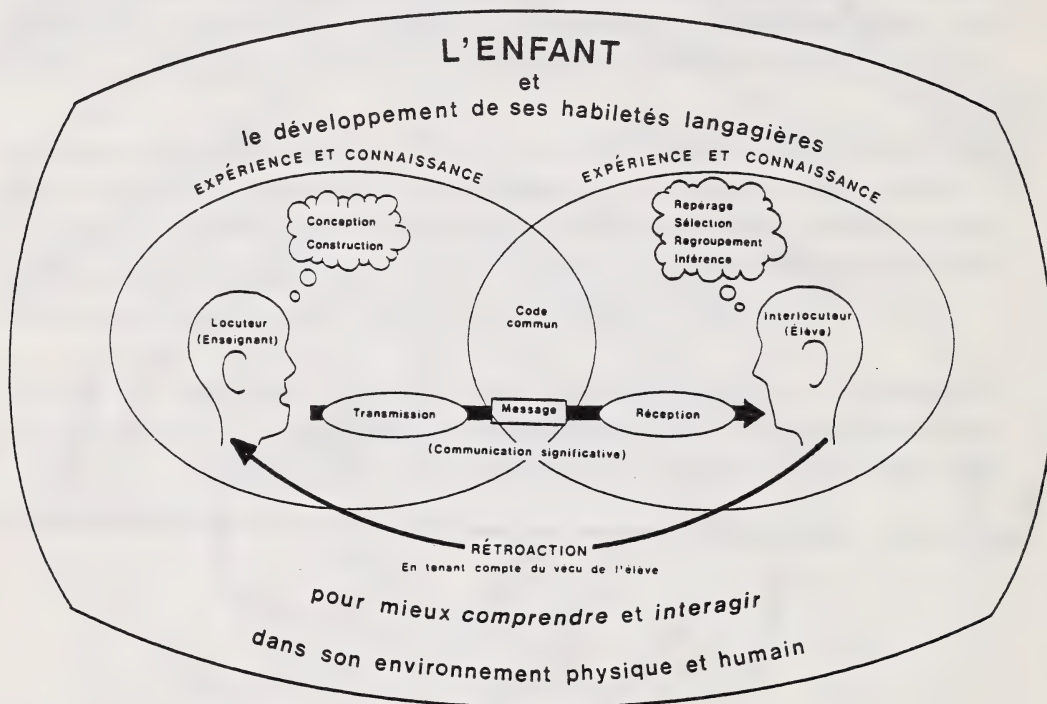 L'ENFANT
et
le développement de ses habiletés langagières
EXPÉRIENCE ET CONNAISSANCE
EXPÉRIENCE ET CONNAISSANCE
Conception
Construction
Repérage
Sélection
Regroupement
Inférence
Locuteur
(Enseignant)
Code
commun
Interlocuteur
(Élève)
Transmission
Message
Réception
(Communication significative)
RÉTROACTION
En tenant compte du vécu de l'élève
pour mieux comprendre et interagir
dans son environnement physique et humain